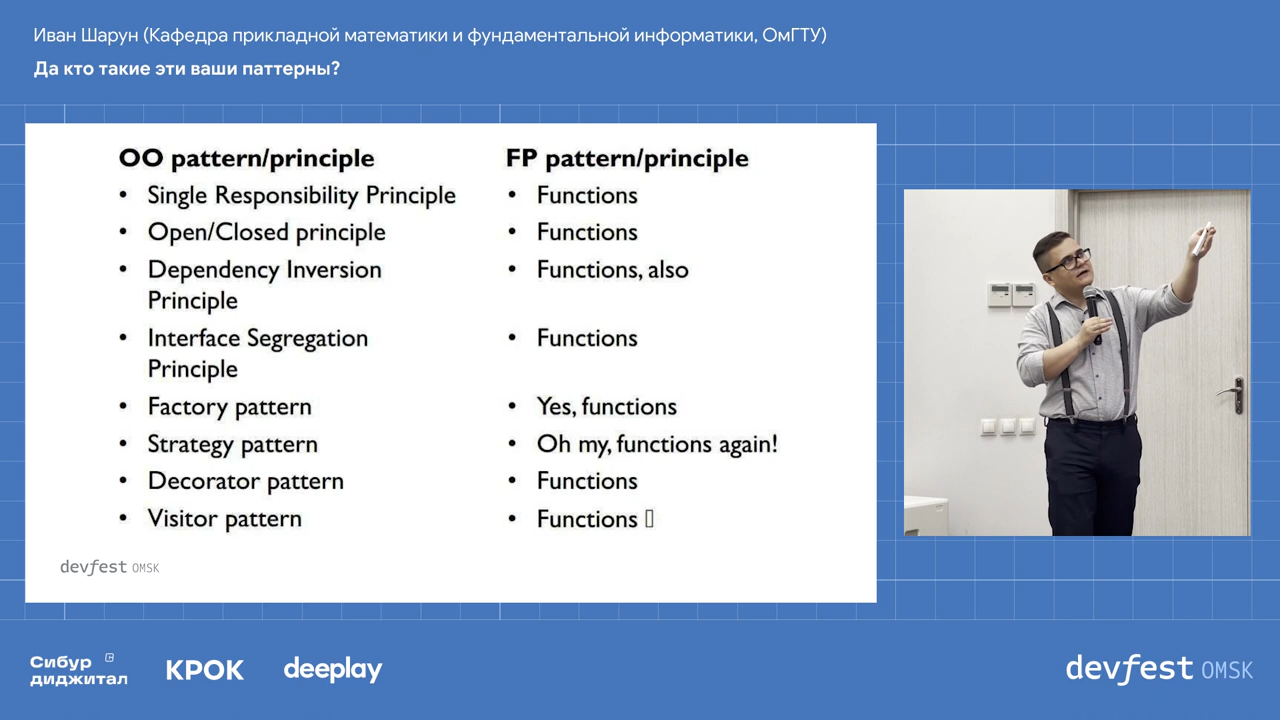 Иван Шарун (Кафедра прикладной математики и фундаментальной информатики, ОмГТУ)
Да кто такие эти ваши паттерны?
OO pattern/principle
• Single Responsibility Principle
• Open/Closed principle
• Dependency Inversion
Principle
• Interface Segregation
Principle
• Factory pattern
• Strategy pattern
• Decorator pattern
• Visitor pattern
FP pattern/principle
• Functions
• Functions
• Functions, also
• Functions
• Yes, functions
• Oh my, functions again!
• Functions
• Functions
devfest OMSK
Сибур
диджитал
КРОК
deeplay
devfest OMSK